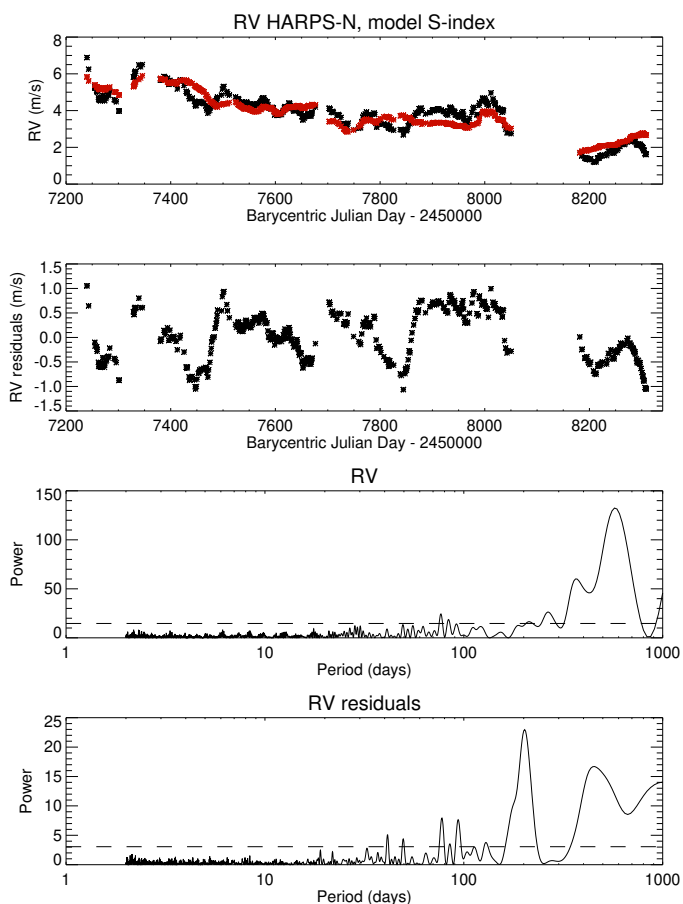 RV HARPS-N, model S-index
8
6
4
2
0
RV (m/s)
7200 7400 7600 7800 8000 8200
Barycentric Julian Day - 2450000
1.5
1.0
0.5
0.0
-0.5
-1.0
-1.5
RV residuals (m/s)
7200 7400 7600 7800 8000 8200
Barycentric Julian Day - 2450000
RV
150
100
50
0
Power
1 10 100 1000
Period (days)
RV residuals
25
20
15
10
5
0
Power
1 10 100 1000
Period (days)